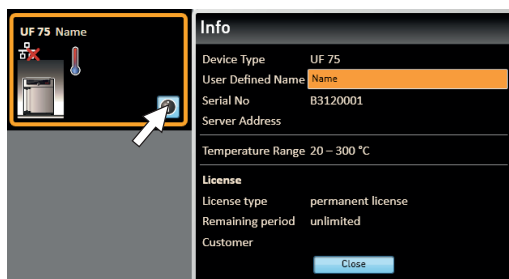 UF 75 Name
Info
Device Type UF 75
User Defined Name Name
Serial No B3120001
Server Address
Temperature Range 20 – 300 °C
License
License type permanent license
Remaining period unlimited
Customer
Close